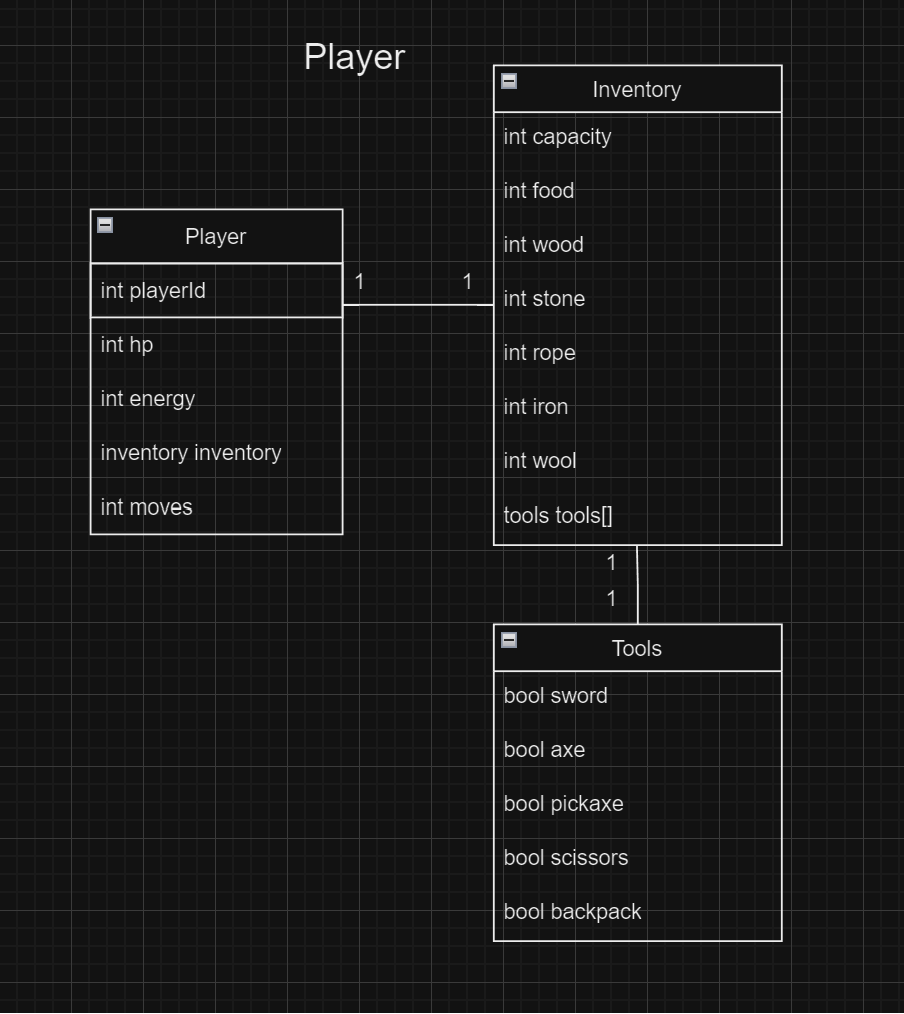 Player
Player
int playerId
int hp
int energy
inventory inventory
int moves
1
1
Inventory
int capacity
int food
int wood
int stone
int rope
int iron
int wool
tools tools[]
1
1
Tools
bool sword
bool axe
bool pickaxe
bool scissors
bool backpack